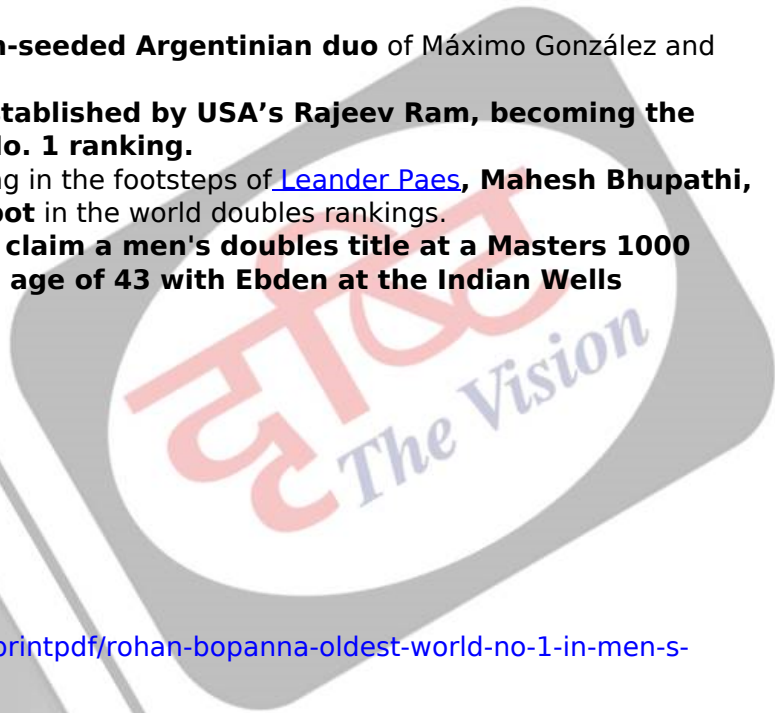 -seeded Argentinian duo of Máximo González and
tablished by USA's Rajeev Ram, becoming the
o. 1 ranking.
g in the footsteps of Leander Paes, Mahesh Bhupathi,
ot in the world doubles rankings.
claim a men's doubles title at a Masters 1000
age of 43 with Ebden at the Indian Wells
दृष्टि
The Vision
printpdf/rohan-bopanna-oldest-world-no-1-in-men-s-